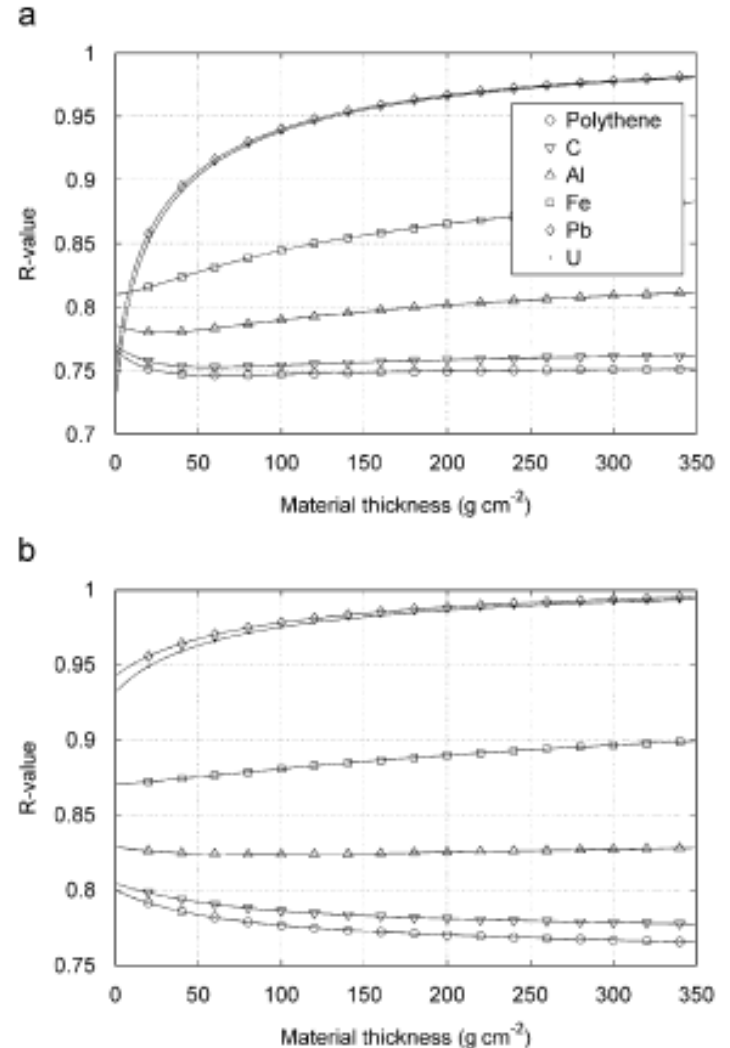 a
1
0.95
0.9
0.85
0.8
0.75
0.7
R-value
Polythene
C
Al
Fe
Pb
U
0 50 100 150 200 250 300 350
Material thickness (g cm⁻²)
b
1
0.95
0.9
0.85
0.8
0.75
R-value
0 50 100 150 200 250 300 350
Material thickness (g cm⁻²)